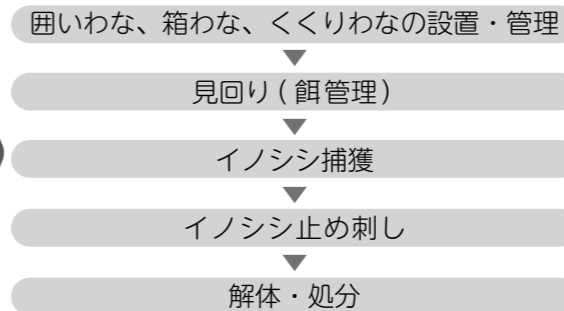 囲いわな、箱わな、くくりわなの設置・管理
見回り(餌管理)
イノシシ捕獲
イノシシ止め刺し
解体・処分